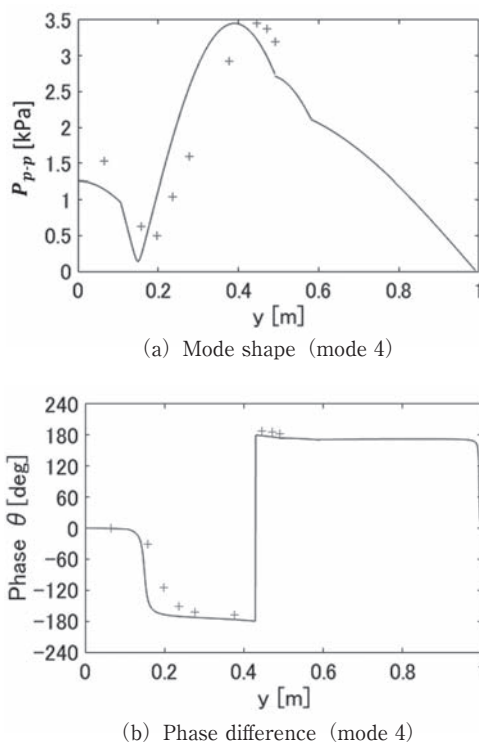 3.5
3
2.5
2
1.5
1
0.5
0
P p-p [kPa]
0 0.2 0.4 0.6 0.8 1
y [m]
(a) Mode shape (mode 4)
240
180
120
60
0
-60
-120
-180
-240
Phase θ [deg]
0 0.2 0.4 0.6 0.8 1
y [m]
(b) Phase difference (mode 4)